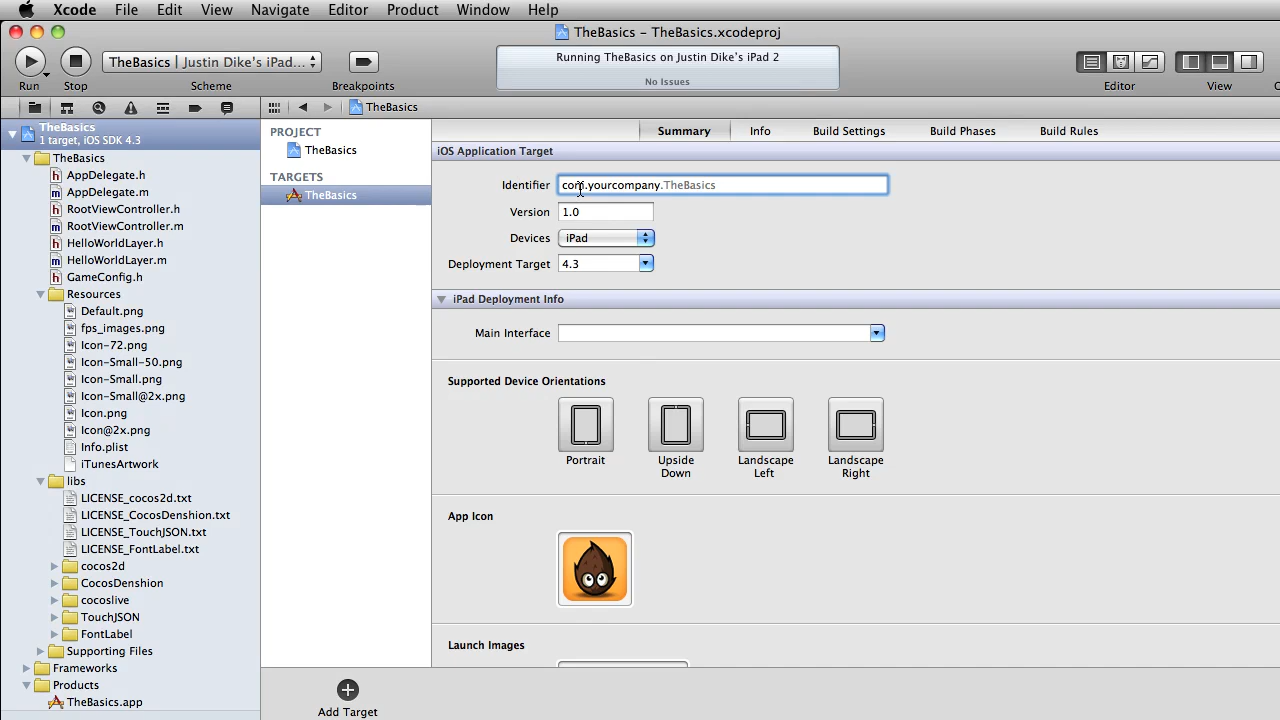 Xcode File Edit View Navigate Editor Product Window Help
TheBasics – TheBasics.xcodeproj
TheBasics | Justin Dike's iPad...
Running TheBasics on Justin Dike's iPad 2
No Issues
Run Stop Scheme Breakpoints Editor View
TheBasics
TheBasics
1 target, iOS SDK 4.3
TheBasics
AppDelegate.h
AppDelegate.m
RootViewController.h
RootViewController.m
HelloWorldLayer.h
HelloWorldLayer.m
GameConfig.h
Resources
Default.png
fps_images.png
Icon-72.png
Icon-Small-50.png
Icon-Small.png
Icon-Small@2x.png
Icon.png
Icon@2x.png
Info.plist
iTunesArtwork
libs
LICENSE_cocos2d.txt
LICENSE_CocosDenshion.txt
LICENSE_TouchJSON.txt
LICENSE_FontLabel.txt
cocos2d
CocosDenshion
cocoslive
TouchJSON
FontLabel
Supporting Files
Frameworks
Products
TheBasics.app
PROJECT
TheBasics
TARGETS
TheBasics
Add Target
Summary Info Build Settings Build Phases Build Rules
iOS Application Target
Identifier com.yourcompany.TheBasics
Version 1.0
Devices iPad
Deployment Target 4.3
iPad Deployment Info
Main Interface
Supported Device Orientations
Portrait
Upside
Down
Landscape
Left
Landscape
Right
App Icon
Launch Images